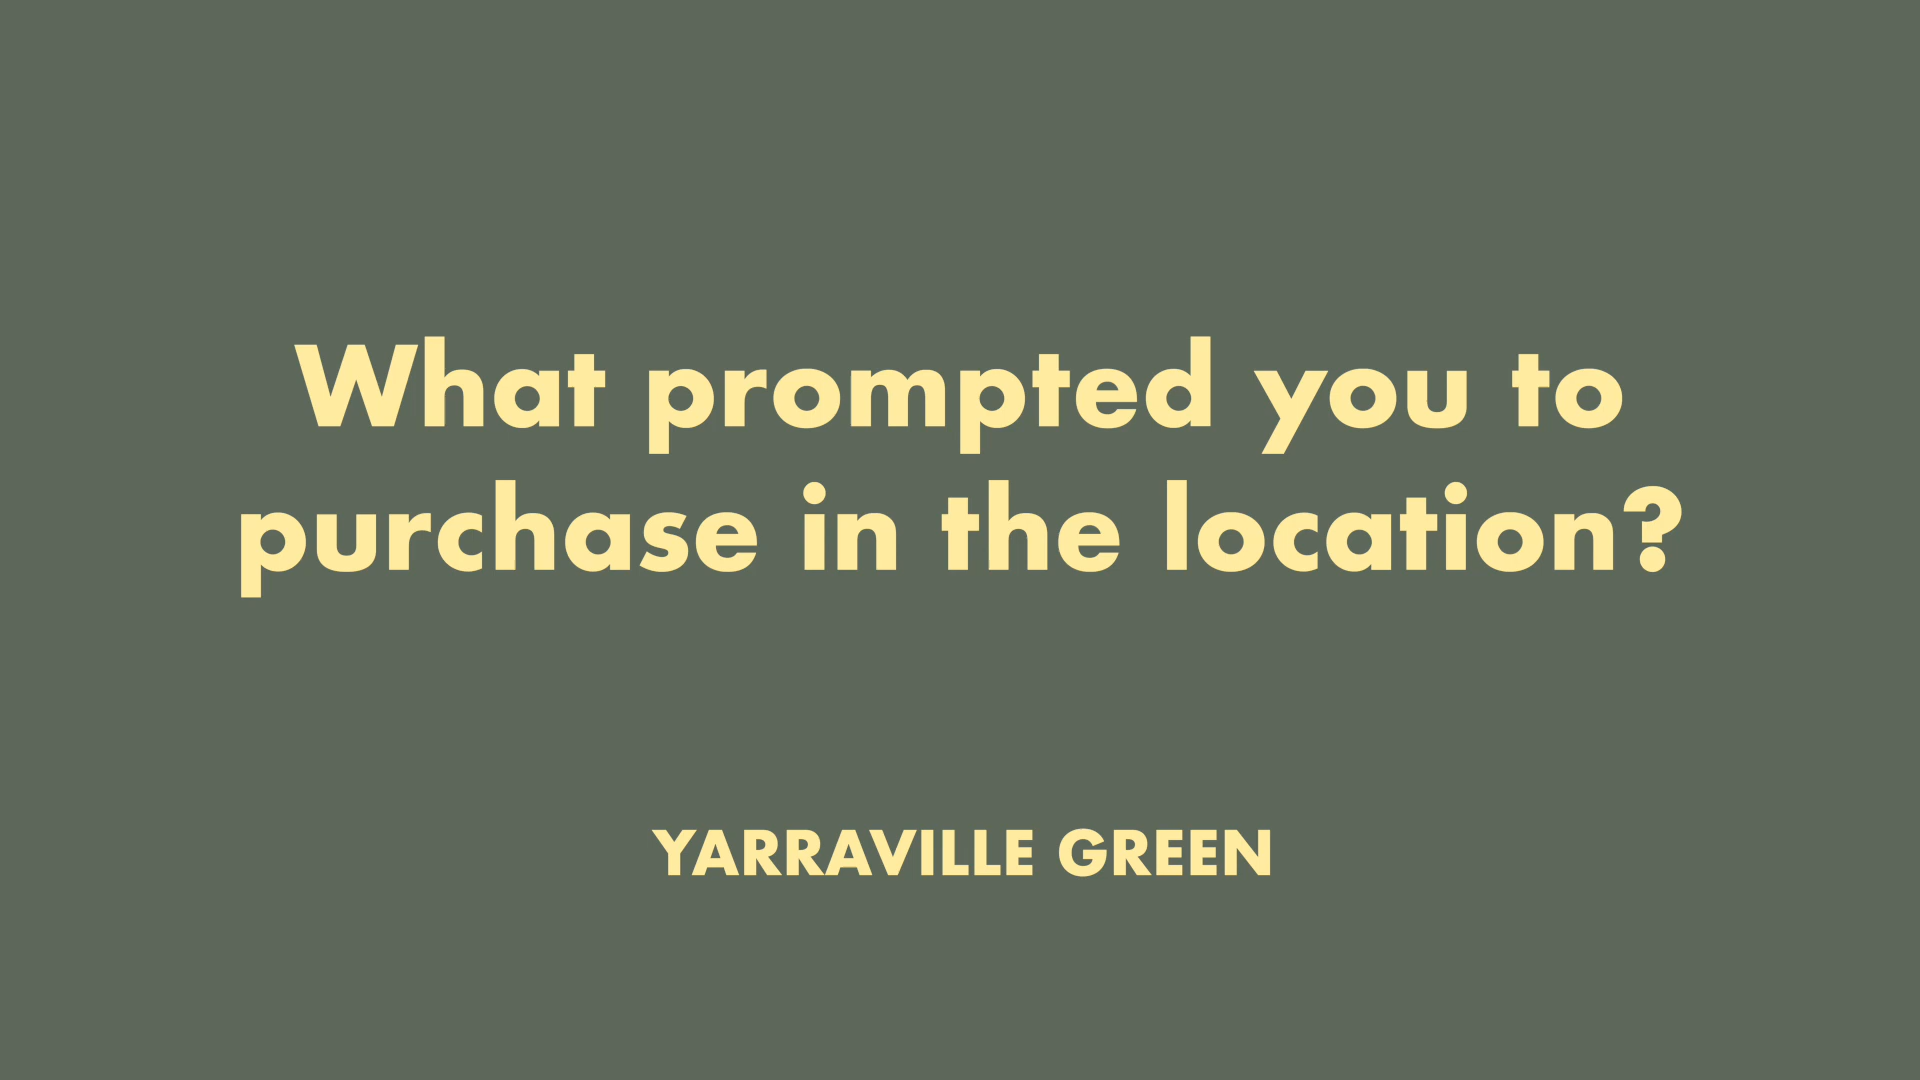 What prompted you to
purchase in the location?
YARRAVILLE GREEN